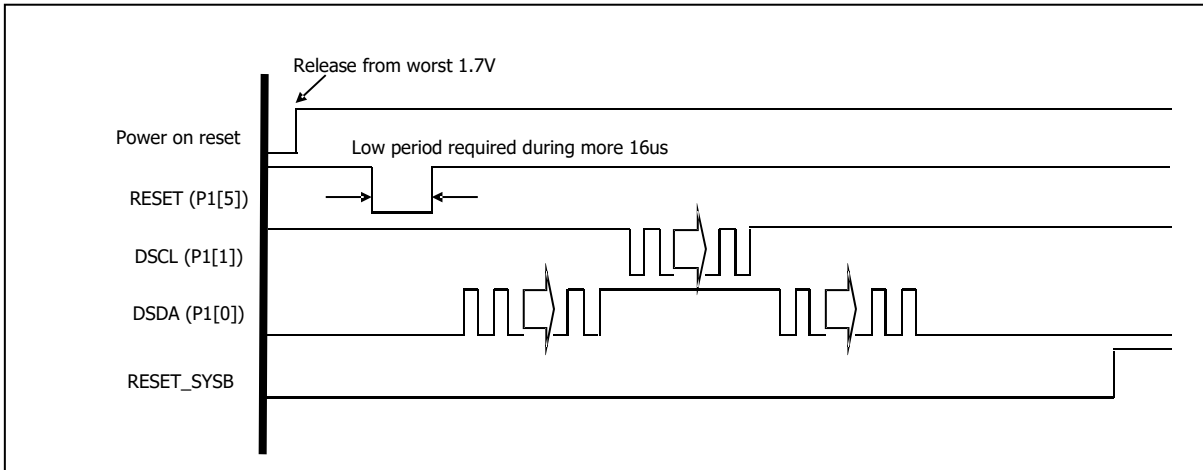 Release from worst 1.7V
Power on reset
Low period required during more 16us
RESET (P1[5])
DSCL (P1[1])
DSDA (P1[0])
RESET_SYSB